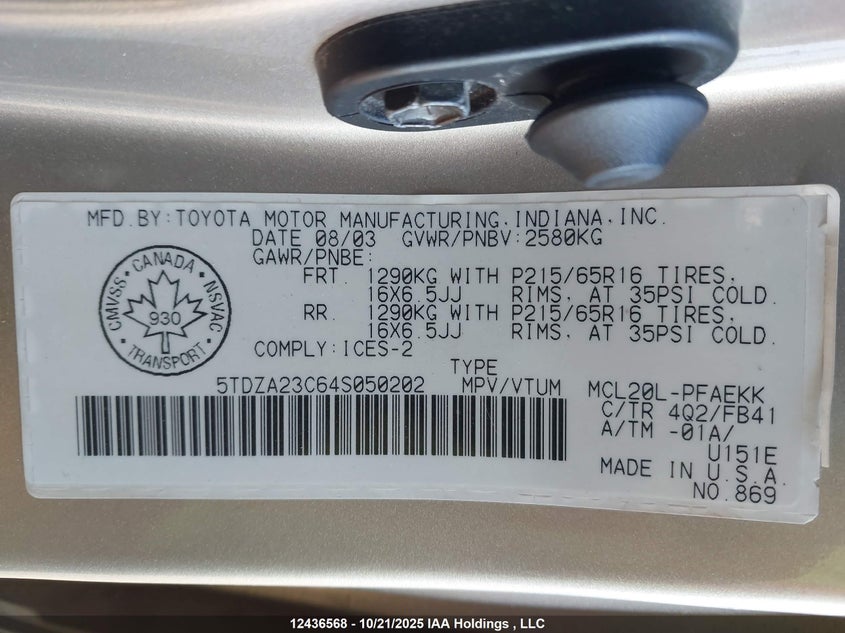 MFD.BY:TOYOTA MOTOR MANUFACTURING,INDIANA,INC.
DATE 08/03 GVWR/PNBV:2580KG
GAWR/PNBE:
FRT. 1290KG WITH P215/65R16 TIRES,
16X6.5JJ RIMS, AT 35PSI COLD.
RR. 1290KG WITH P215/65R16 TIRES,
16X6.5JJ RIMS, AT 35PSI COLD.
COMPLY:ICES-2
CMVSS · CANADA · NSVAC
930
· TRANSPORT ·
TYPE
5TDZA23C64S050202 MPV/VTUM MCL20L-PFAEKK
C/TR 4Q2/FB41
A/TM -01A/
U151E
MADE IN U.S.A.
NO.869
12436568 - 10/21/2025 IAA Holdings , LLC